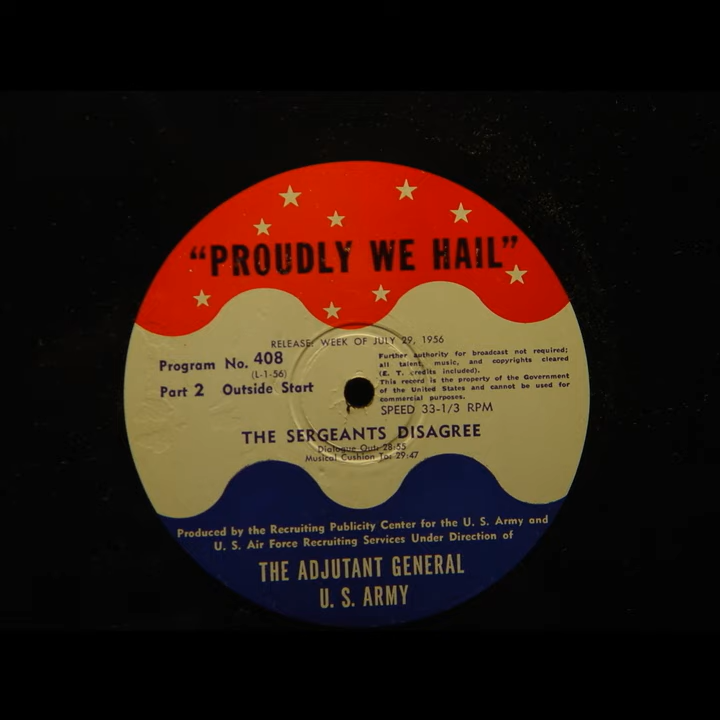 “PROUDLY WE HAIL”
RELEASE: WEEK OF JULY 29, 1956
Program No. 408
(L-1-56)
Part 2 Outside Start
Further authority for broadcast not required;
all talent, music, and copyrights cleared
(E. T. credits included).
This record is the property of the Government
of the United States and cannot be used for
commercial purposes.
SPEED 33-1/3 RPM
THE SERGEANTS DISAGREE
Dialogue Out: 28:55
Musical Cushion To: 29:47
Produced by the Recruiting Publicity Center for the U. S. Army and
U. S. Air Force Recruiting Services Under Direction of
THE ADJUTANT GENERAL
U. S. ARMY